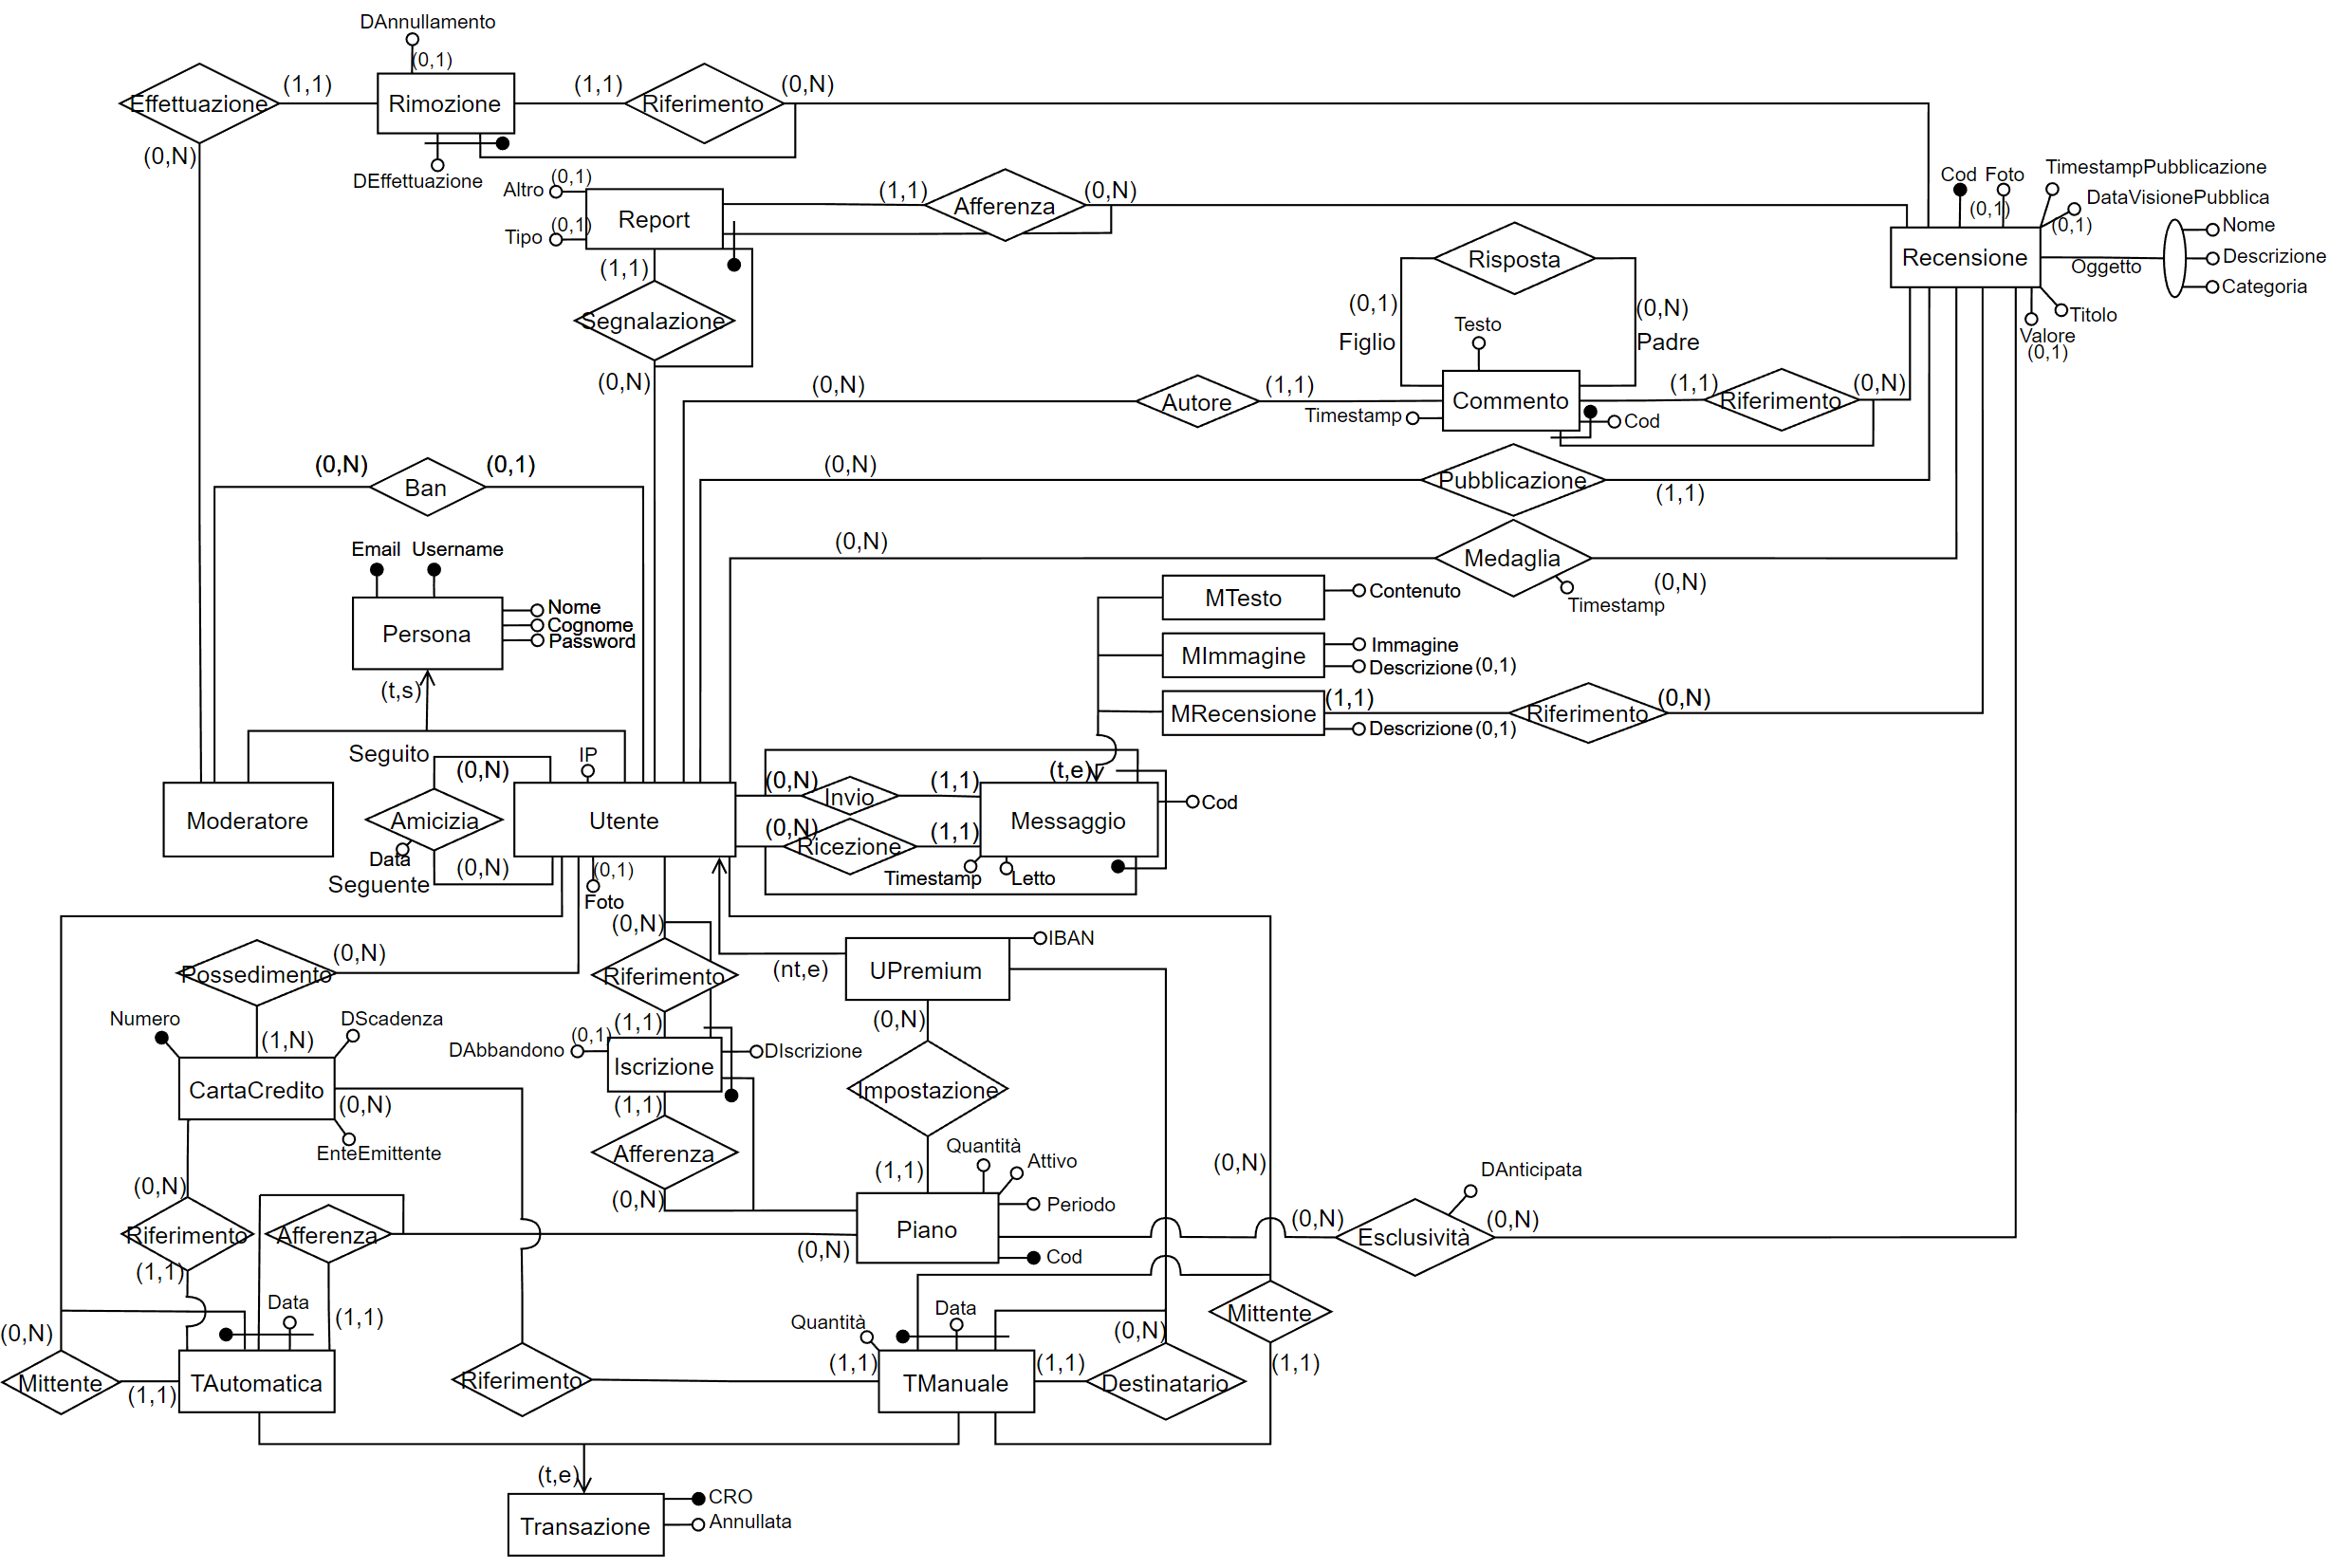 DAnnullamento
(0,1)
Effettuazione
(1,1)
Rimozione
(1,1)
Riferimento
(0,N)
(0,N)
DEffettuazione
Altro
(0,1)
Tipo
(0,1)
Report
(1,1)
Afferenza
(0,N)
Cod
Foto
(0,1)
TimestampPubblicazione
DataVisionePubblica
(0,1)
Recensione
Oggetto
Nome
Descrizione
Categoria
Titolo
Valore
(0,1)
(1,1)
Segnalazione
(0,N)
Risposta
(0,1)
Figlio
(0,N)
Padre
Testo
(0,N)
Autore
(1,1)
Timestamp
Commento
Cod
(1,1)
Riferimento
(0,N)
(0,N)
Ban
(0,1)
(0,N)
Pubblicazione
(1,1)
(0,N)
Medaglia
Timestamp
(0,N)
Email
Username
Persona
Nome
Cognome
Password
(t,s)
MTesto
Contenuto
MImmagine
Immagine
Descrizione
(0,1)
MRecensione
(1,1)
Descrizione
(0,1)
Riferimento
(0,N)
Moderatore
Seguito
(0,N)
Amicizia
Data
(0,N)
Seguente
IP
Utente
(0,1)
Foto
(0,N)
Invio
(1,1)
(0,N)
Ricezione
(1,1)
(t,e)
Messaggio
Cod
Timestamp
Letto
Possedimento
(0,N)
(1,N)
Numero
DScadenza
CartaCredito
(0,N)
EnteEmittente
(0,N)
Riferimento
(1,1)
DAbbandono
(0,1)
Iscrizione
DIscrizione
(1,1)
Afferenza
(0,N)
(nt,e)
UPremium
IBAN
(0,N)
Impostazione
(1,1)
Quantità
Attivo
Periodo
Piano
Cod
(0,N)
(0,N)
(0,N)
DAnticipata
Esclusività
(0,N)
(0,N)
Riferimento
(1,1)
Afferenza
(1,1)
Data
(0,N)
Mittente
(1,1)
TAutomatica
Riferimento
Quantità
Data
(1,1)
TManuale
(1,1)
(0,N)
Destinatario
Mittente
(1,1)
(t,e)
Transazione
CRO
Annullata